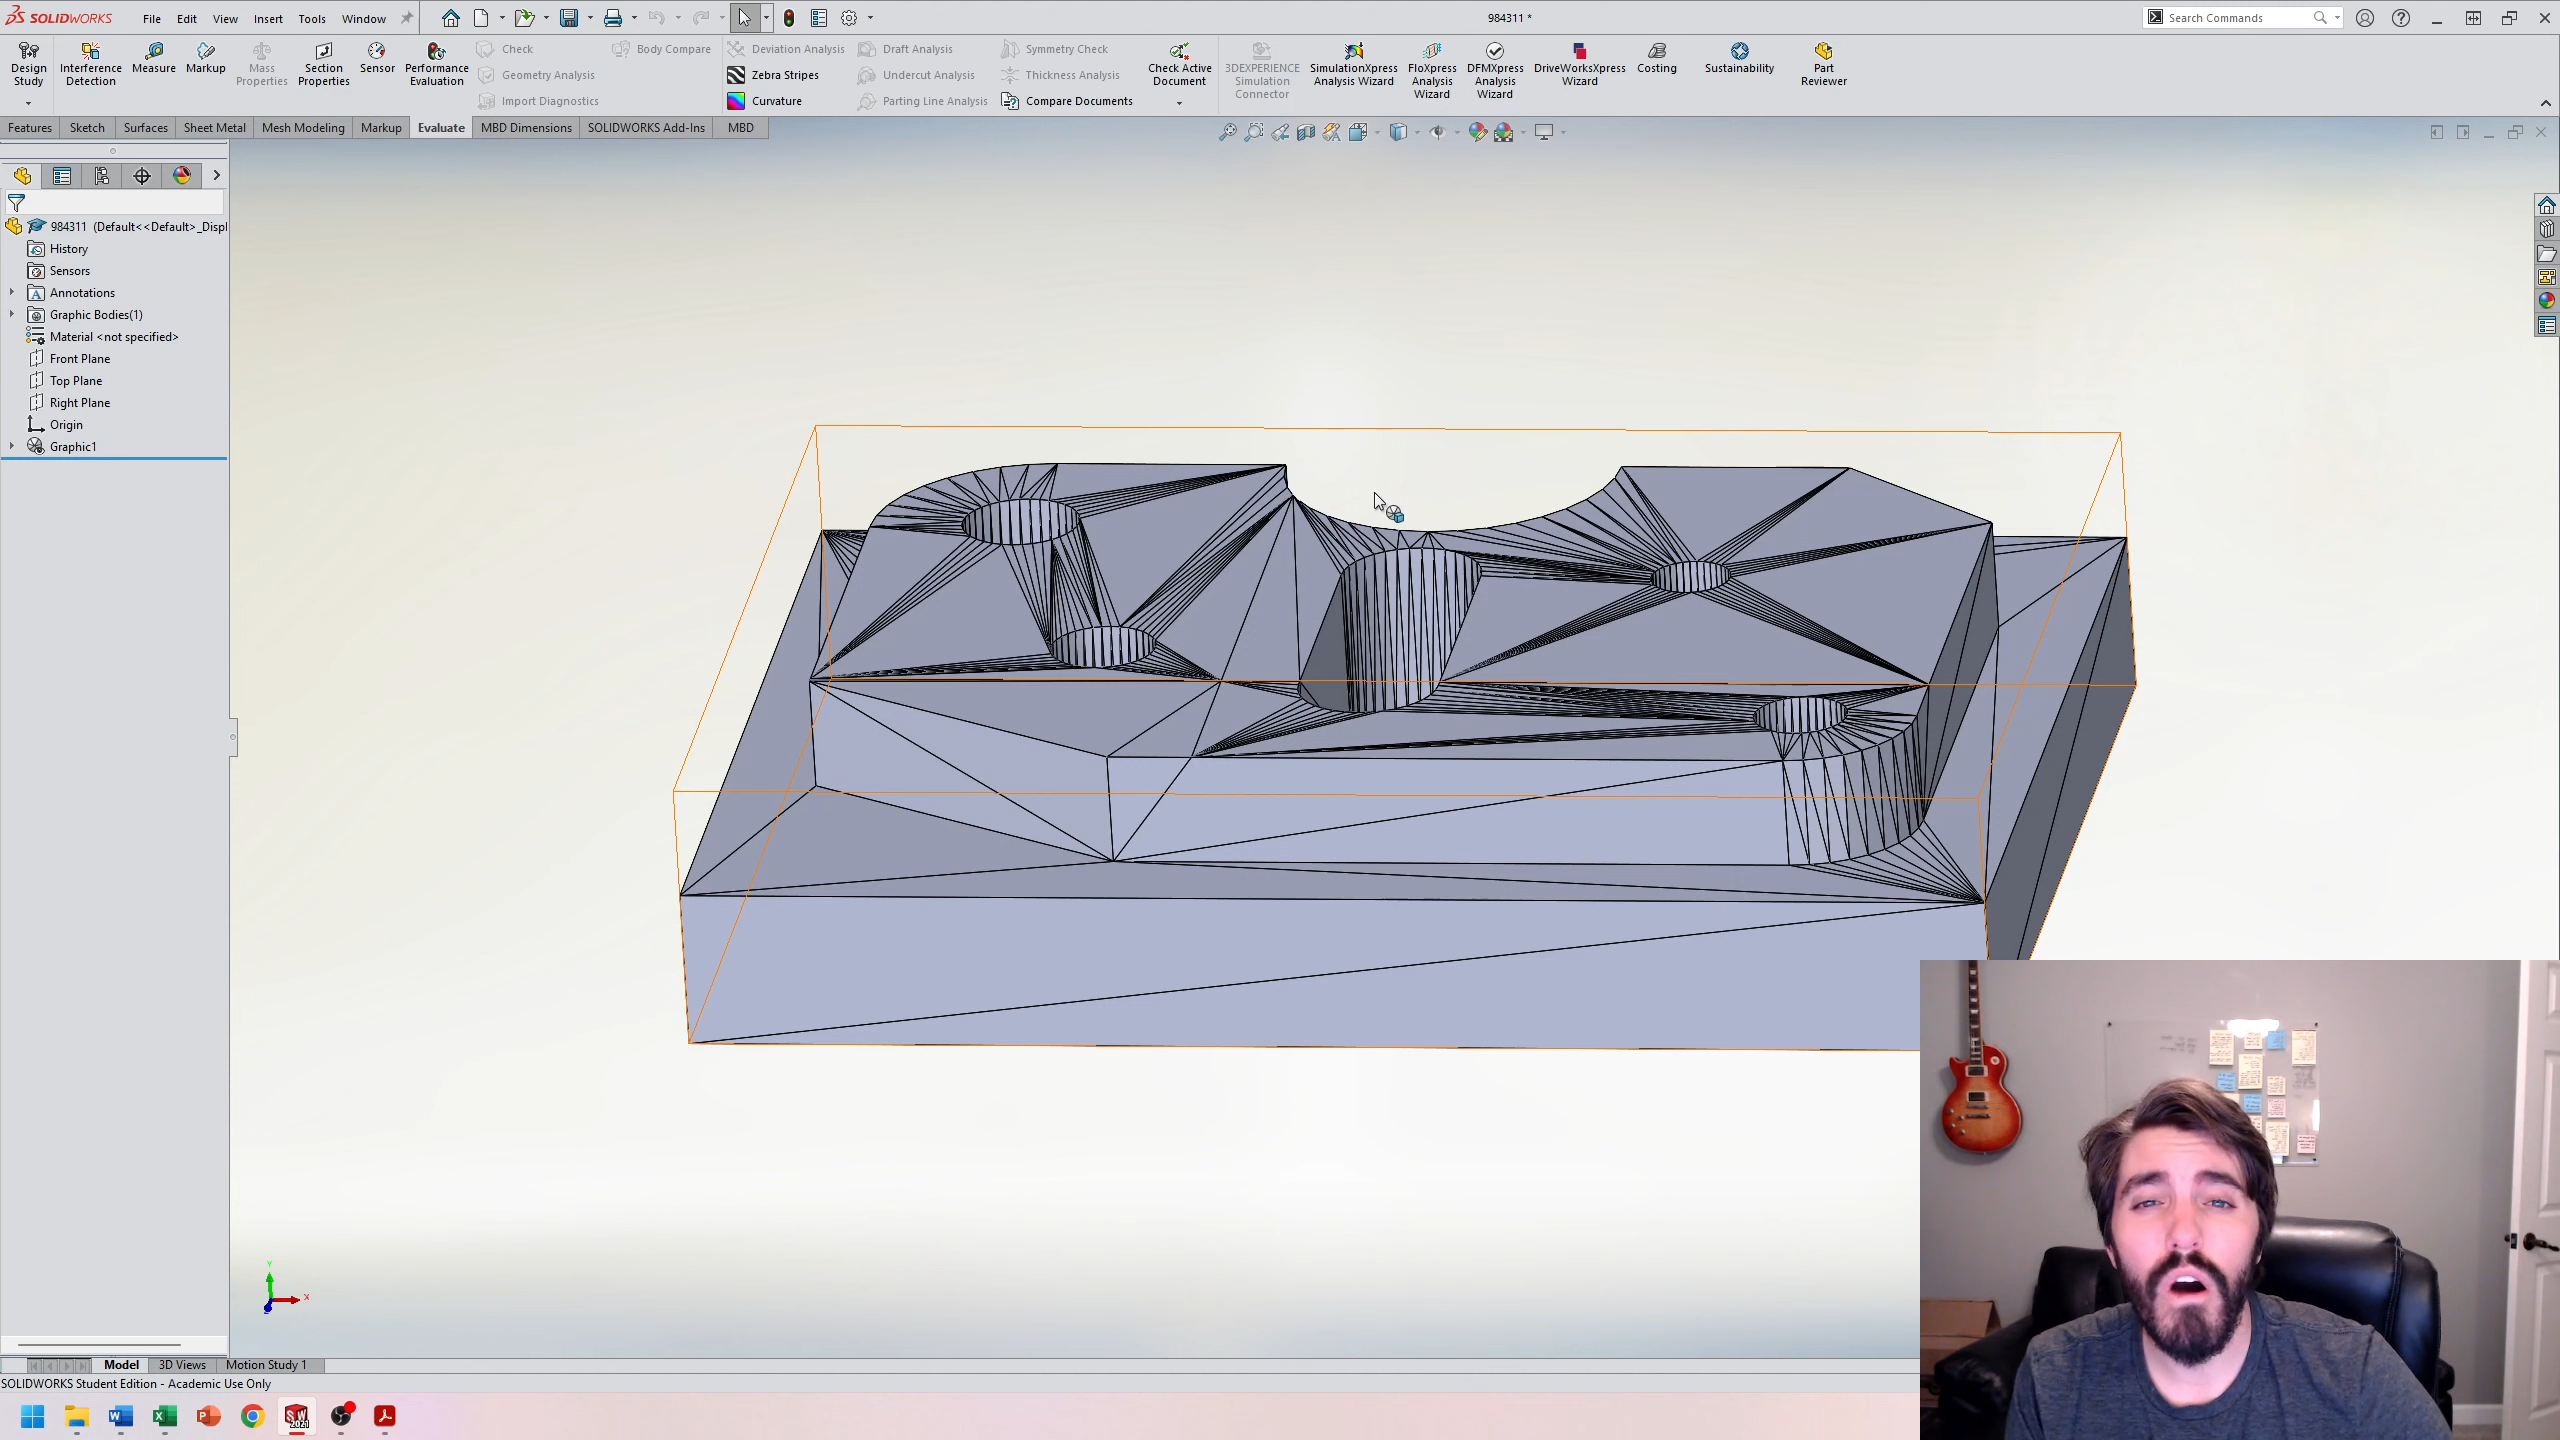 SOLIDWORKS File Edit View Insert Tools Window 984311 * Search Commands
Design Study
Interference Detection
Measure
Markup
Mass Properties
Section Properties
Sensor
Performance Evaluation
Check
Geometry Analysis
Import Diagnostics
Body Compare
Deviation Analysis
Zebra Stripes
Curvature
Draft Analysis
Undercut Analysis
Parting Line Analysis
Symmetry Check
Thickness Analysis
Compare Documents
Check Active Document
3DEXPERIENCE Simulation Connector
SimulationXpress Analysis Wizard
FloXpress Analysis Wizard
DFMXpress Analysis Wizard
DriveWorksXpress Wizard
Costing
Sustainability
Part Reviewer
Features Sketch Surfaces Sheet Metal Mesh Modeling Markup Evaluate MBD Dimensions SOLIDWORKS Add-Ins MBD
984311 (Default<<Default>_Displ
History
Sensors
Annotations
Graphic Bodies(1)
Material <not specified>
Front Plane
Top Plane
Right Plane
Origin
Graphic1
Y
X
Model 3D Views Motion Study 1
SOLIDWORKS Student Edition - Academic Use Only